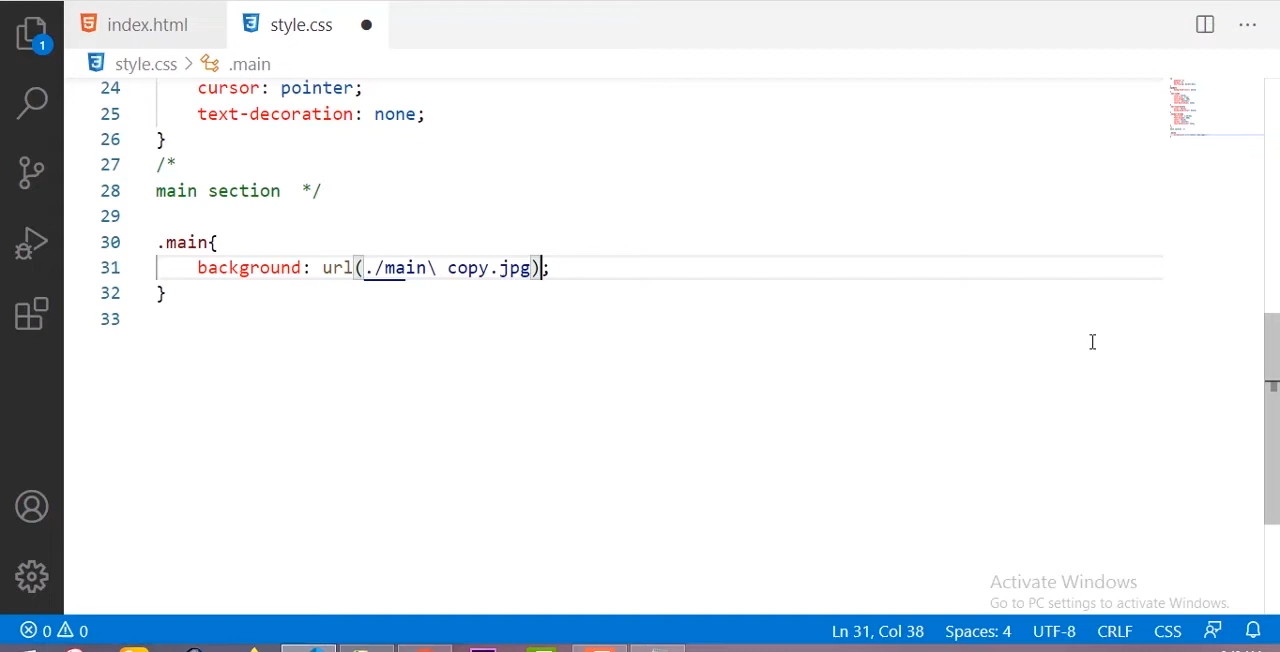 index.html
style.css
1
style.css > .main
24 cursor: pointer;
25 text-decoration: none;
26 }
27 /*
28 main section  */
29
30 .main{
31 background: url(./main\ copy.jpg);
32 }
33
Activate Windows
Go to PC settings to activate Windows.
0 0
Ln 31, Col 38
Spaces: 4
UTF-8
CRLF
CSS